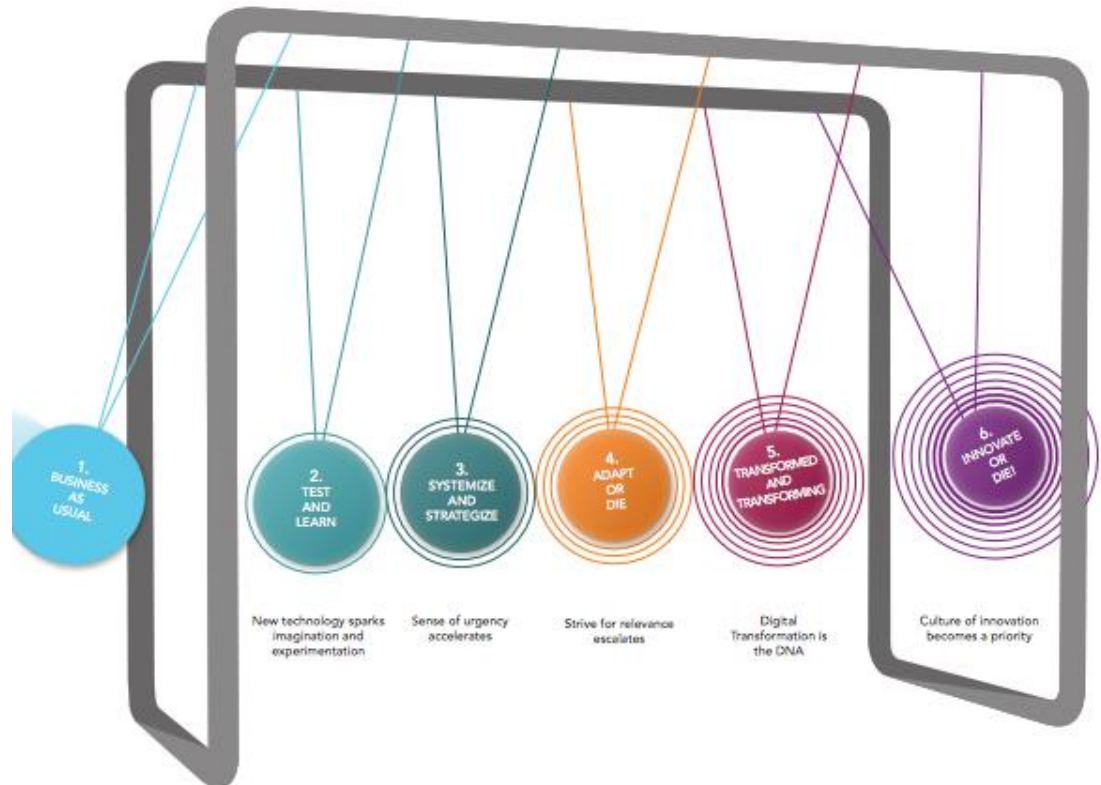 1.
BUSINESS
AS
USUAL
2.
TEST
AND
LEARN
3.
SYSTEMIZE
AND
STRATEGIZE
4.
ADAPT
OR
DIE
5.
TRANSFORMED
AND
TRANSFORMING
6.
INNOVATE
OR
DIE!
New technology sparks
imagination and
experimentation
Sense of urgency
accelerates
Strive for relevance
escalates
Digital
Transformation is
the DNA
Culture of innovation
becomes a priority